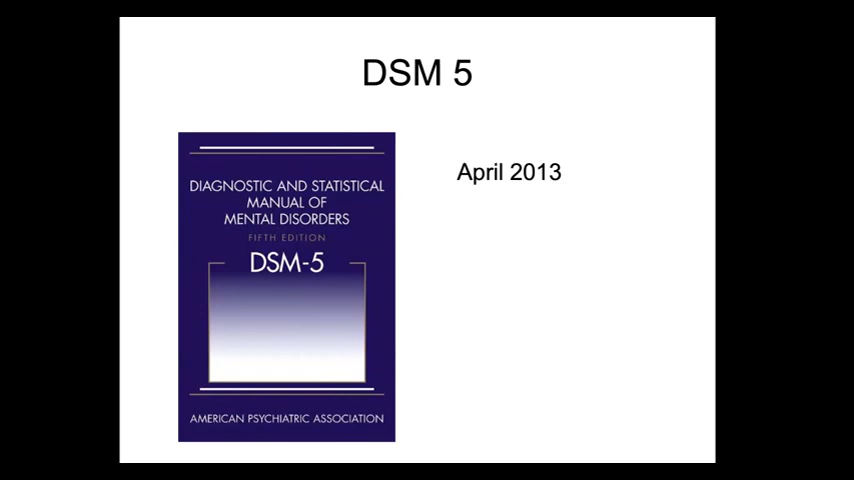 DSM 5
April 2013
DIAGNOSTIC AND STATISTICAL
MANUAL OF
MENTAL DISORDERS
FIFTH EDITION
DSM-5
AMERICAN PSYCHIATRIC ASSOCIATION